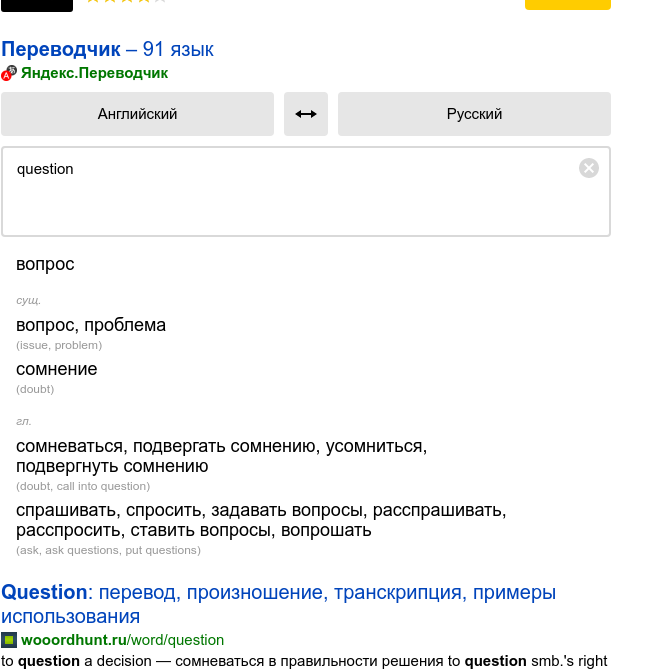 Переводчик – 91 язык
Яндекс.Переводчик
Английский
Русский
question
вопрос
сущ.
вопрос, проблема
(issue, problem)
сомнение
(doubt)
гл.
сомневаться, подвергать сомнению, усомниться,
подвергнуть сомнению
(doubt, call into question)
спрашивать, спросить, задавать вопросы, расспрашивать,
расспросить, ставить вопросы, вопрошать
(ask, ask questions, put questions)
Question: перевод, произношение, транскрипция, примеры
использования
wooordhunt.ru/word/question
to question a decision — сомневаться в правильности решения to question smb.'s right